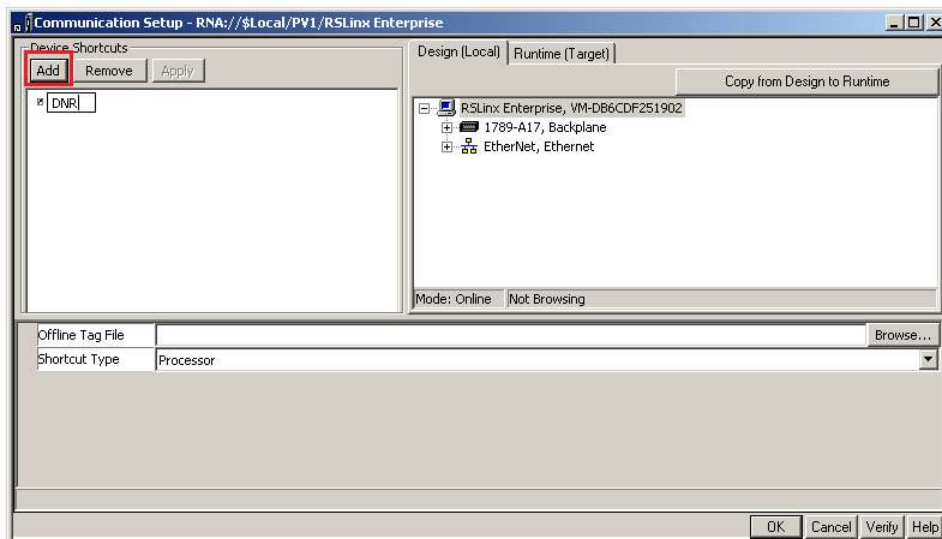 Communication Setup - RNA://$Local/PV1/RSLinx Enterprise
Device Shortcuts
Add Remove Apply
DNR
Design (Local) Runtime (Target)
Copy from Design to Runtime
RSLinx Enterprise, VM-DB6CDF251902
1789-A17, Backplane
EtherNet, Ethernet
Mode: Online Not Browsing
Offline Tag File Browse...
Shortcut Type Processor
OK Cancel Verify Help